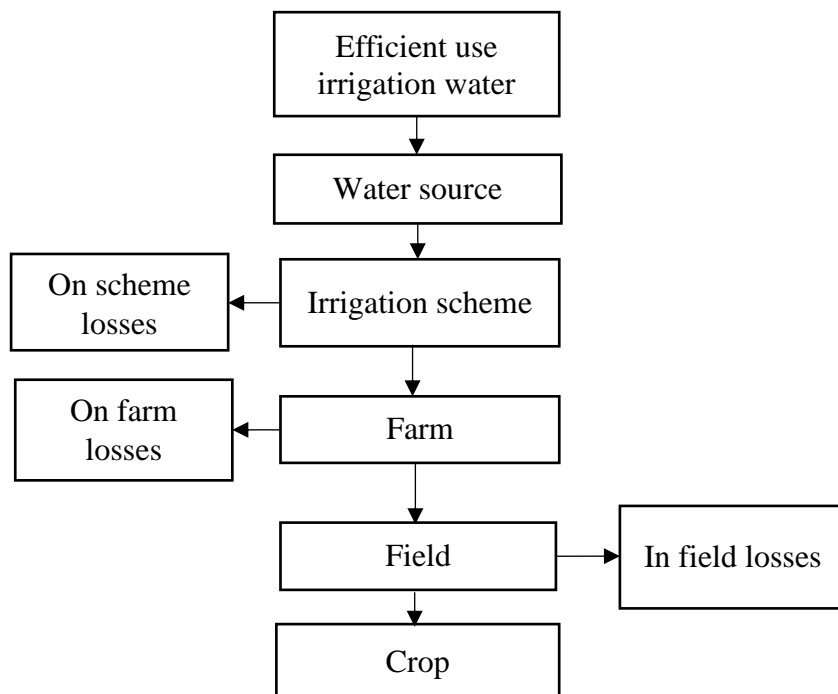 Efficient use
irrigation water
Water source
On scheme
losses
Irrigation scheme
On farm
losses
Farm
Field
In field losses
Crop